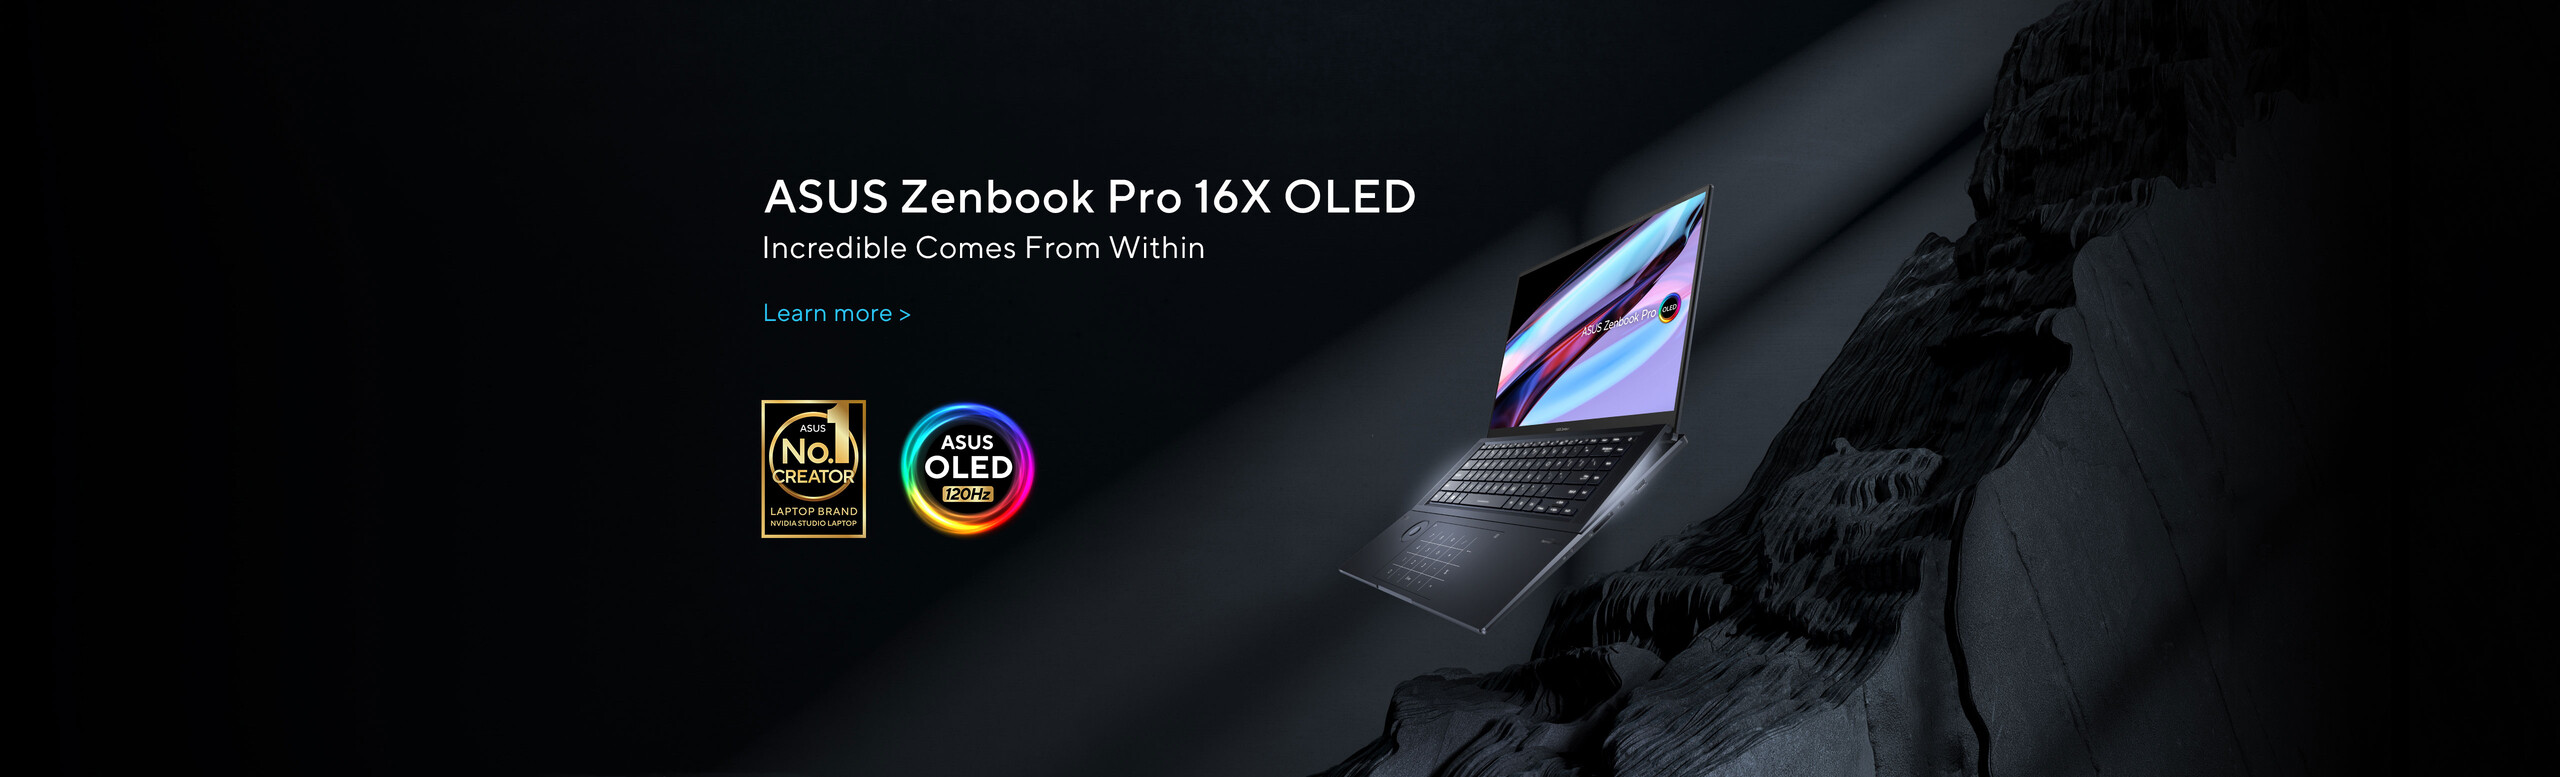 ASUS Zenbook Pro 16X OLED
Incredible Comes From Within
Learn more >
ASUS
No.1
CREATOR
LAPTOP BRAND
NVIDIA STUDIO LAPTOP
ASUS
OLED
120Hz
ASUS Zenbook Pro
OLED